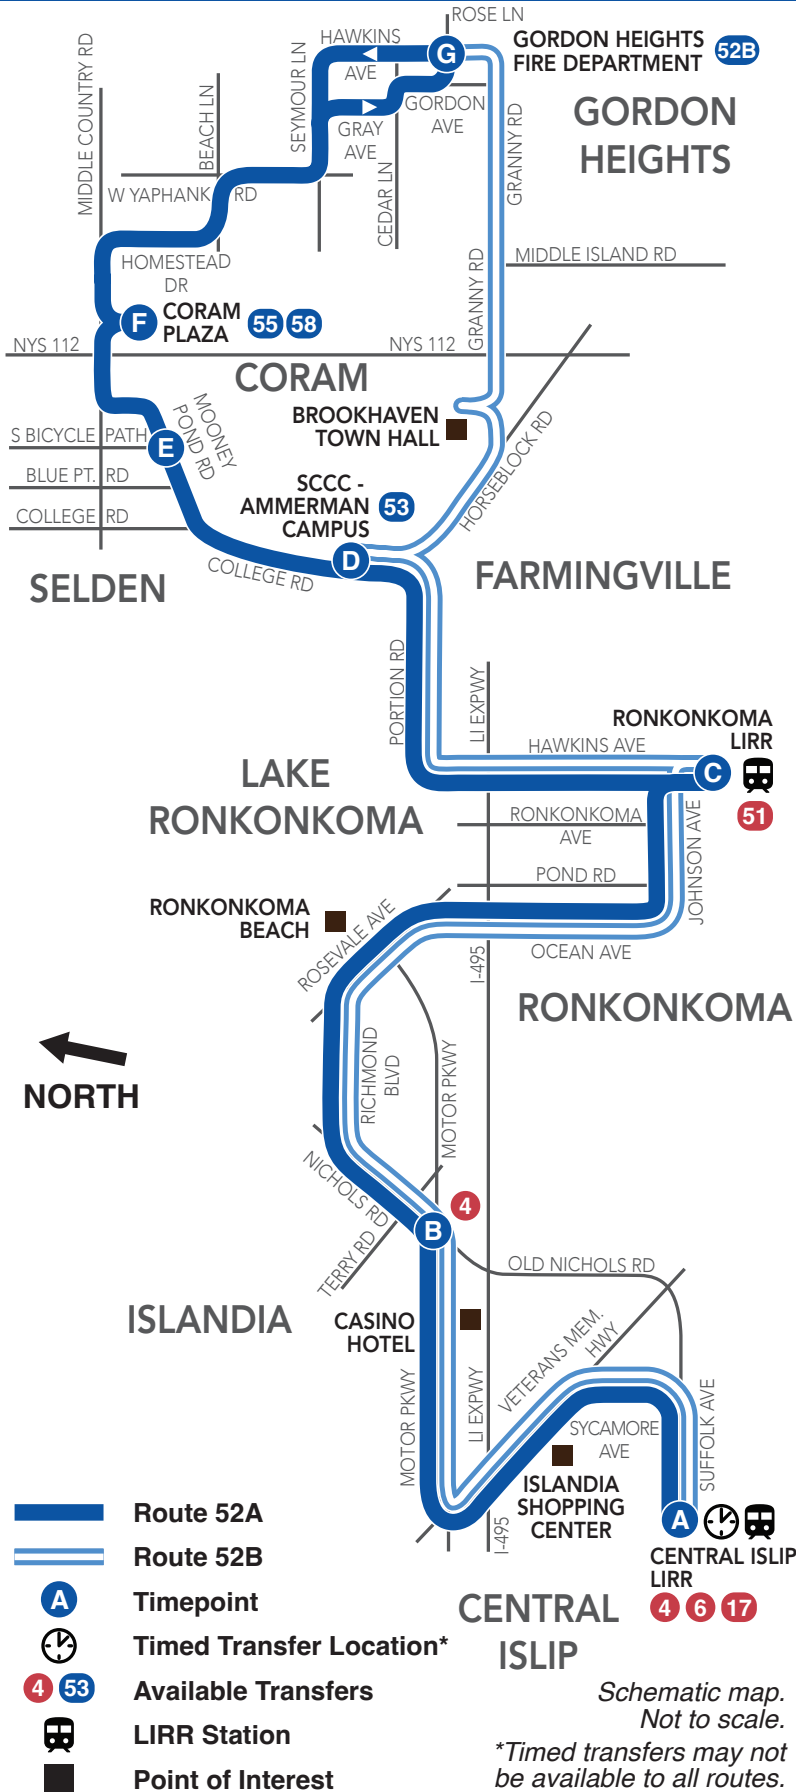 ROSE LN
HAWKINS
AVE
G
GORDON HEIGHTS
FIRE DEPARTMENT
52B
MIDDLE COUNTRY RD
BEACH LN
SEYMOUR LN
GRAY
AVE
GORDON
AVE
GRANNY RD
GORDON
HEIGHTS
W YAPHANK RD
CEDAR LN
HOMESTEAD
DR
GRANNY RD
MIDDLE ISLAND RD
F
CORAM
PLAZA
55 58
NYS 112
NYS 112
CORAM
BROOKHAVEN
TOWN HALL
MOONEY
POND RD
S BICYCLE PATH
E
BLUE PT. RD
COLLEGE RD
SCCC -
AMMERMAN
CAMPUS
53
HORSEBLOCK RD
D
COLLEGE RD
SELDEN
FARMINGVILLE
PORTION RD
LI EXPWY
RONKONKOMA
LIRR
HAWKINS AVE
C
51
LAKE
RONKONKOMA
RONKONKOMA
AVE
JOHNSON AVE
POND RD
RONKONKOMA
BEACH
ROSEVALE AVE
OCEAN AVE
I-495
RONKONKOMA
RICHMOND
BLVD
MOTOR PKWY
NORTH
NICHOLS RD
4
B
TERRY RD
OLD NICHOLS RD
ISLANDIA
CASINO
HOTEL
VETERANS MEM.
HWY
MOTOR PKWY
LI EXPWY
SYCAMORE
AVE
SUFFOLK AVE
ISLANDIA
SHOPPING
CENTER
I-495
A
CENTRAL ISLIP
LIRR
4 6 17
CENTRAL
ISLIP
Route 52A
Route 52B
A Timepoint
Timed Transfer Location*
4 53 Available Transfers
LIRR Station
Point of Interest
Schematic map.
Not to scale.
*Timed transfers may not
be available to all routes.